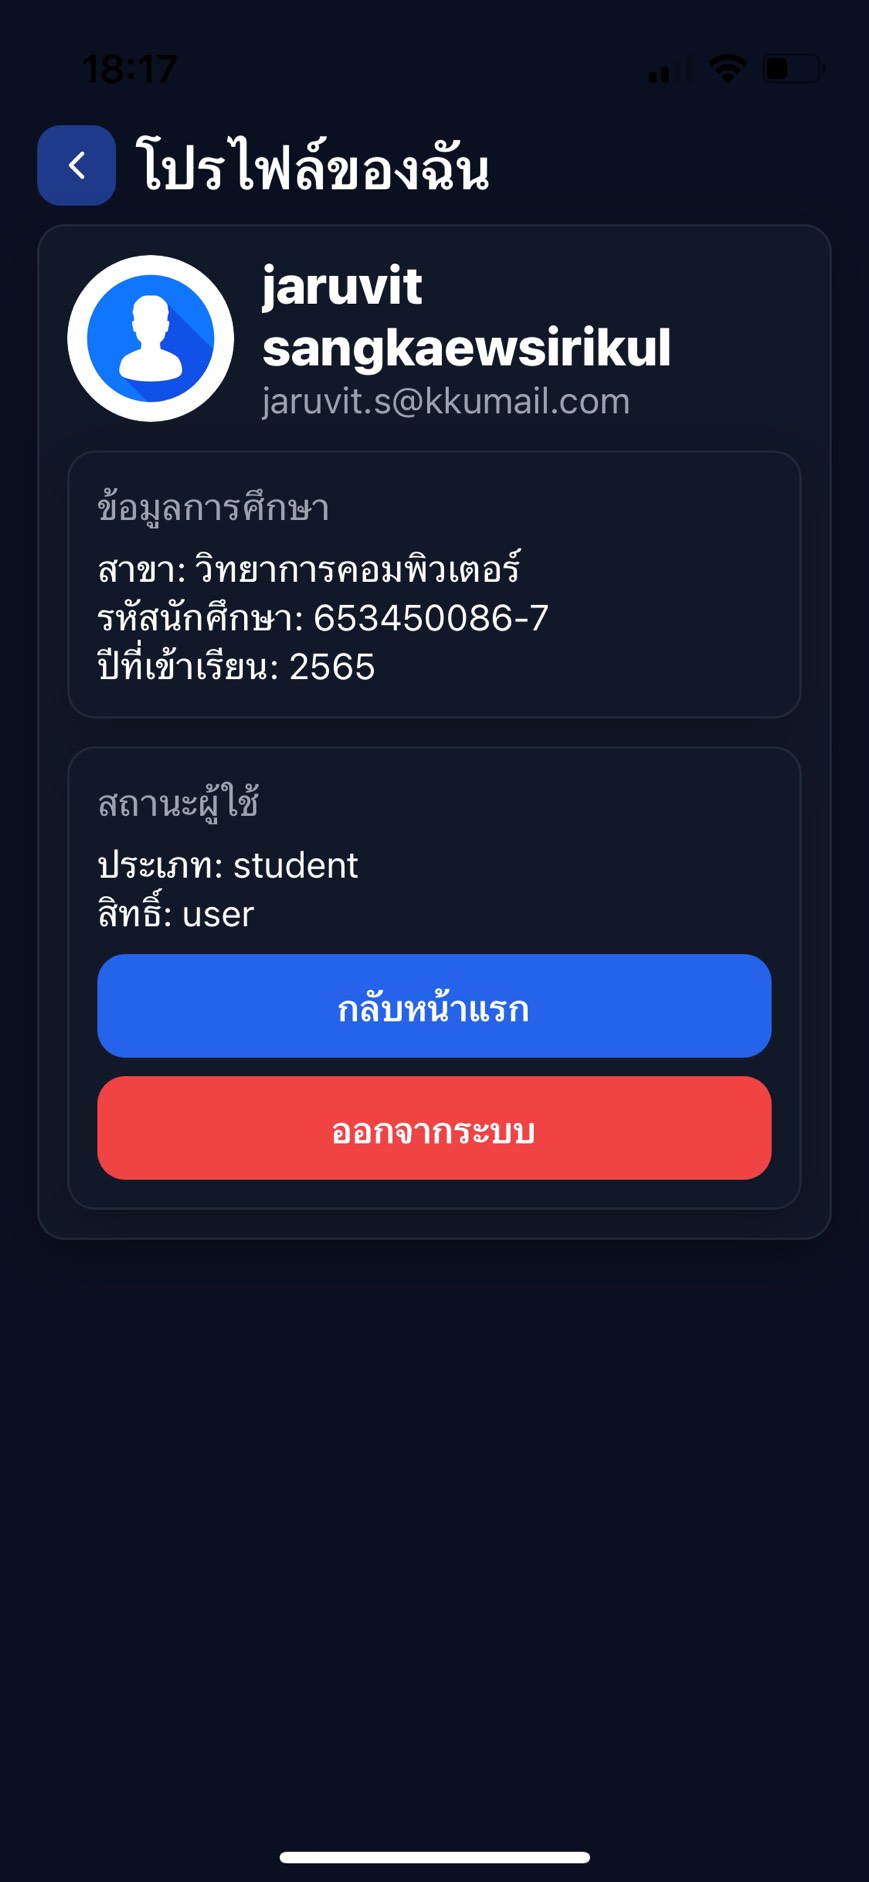 18:17
โปรไฟล์ของฉัน
jaruvit
sangkaewsirikul
jaruvit.s@kkumail.com
ข้อมูลการศึกษา
สาขา: วิทยาการคอมพิวเตอร์
รหัสนักศึกษา: 653450086-7
ปีที่เข้าเรียน: 2565
สถานะผู้ใช้
ประเภท: student
สิทธิ์: user
กลับหน้าแรก
ออกจากระบบ